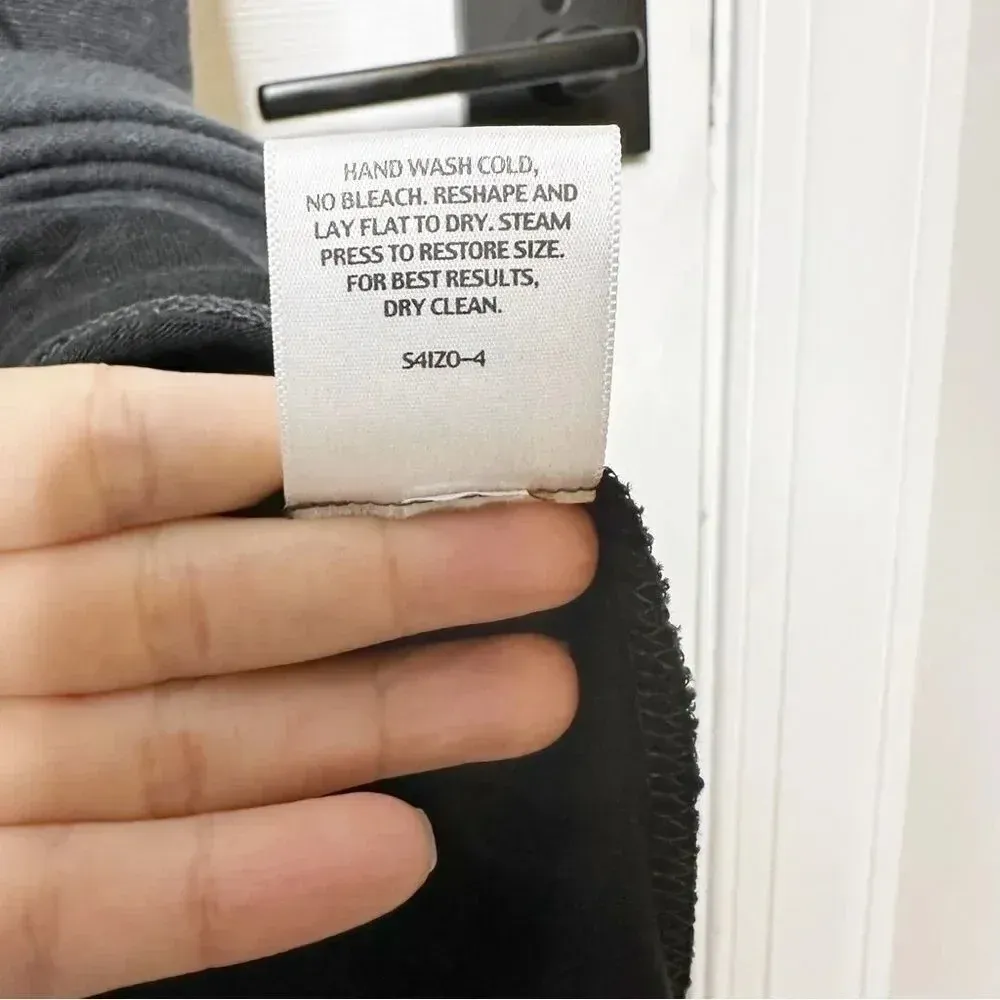 HAND WASH COLD,
NO BLEACH. RESHAPE AND
LAY FLAT TO DRY. STEAM
PRESS TO RESTORE SIZE.
FOR BEST RESULTS,
DRY CLEAN.
S4IZ0-4